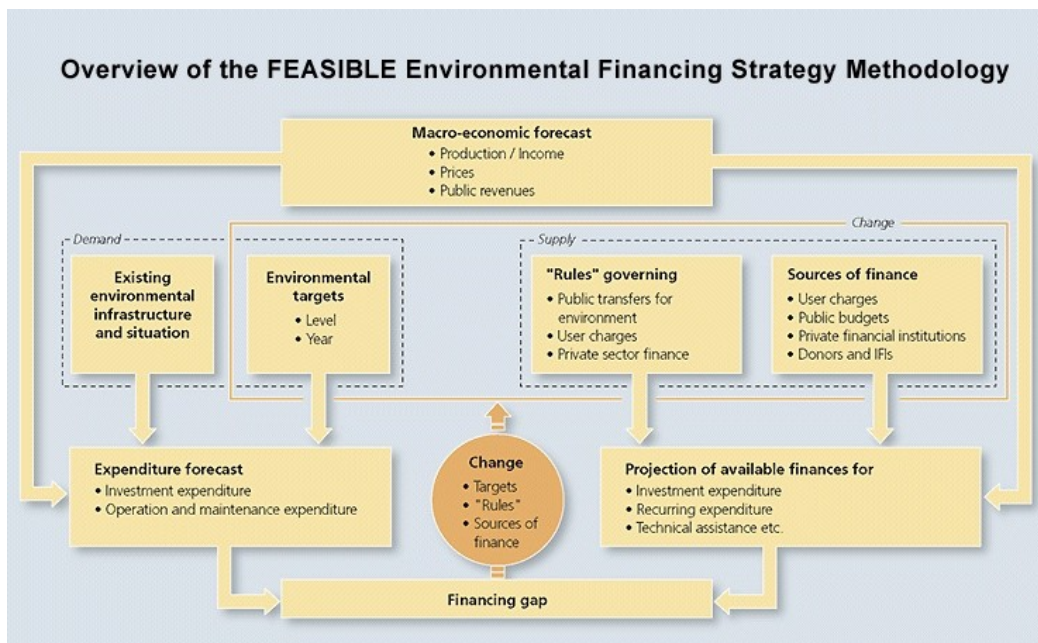 Overview of the FEASIBLE Environmental Financing Strategy Methodology
Macro-economic forecast
• Production / Income
• Prices
• Public revenues
Change
Demand
Existing
environmental
infrastructure
and situation
Environmental
targets
• Level
• Year
Supply
"Rules" governing
• Public transfers for
environment
• User charges
• Private sector finance
Sources of finance
• User charges
• Public budgets
• Private financial institutions
• Donors and IFIs
Expenditure forecast
• Investment expenditure
• Operation and maintenance expenditure
Change
• Targets
• "Rules"
• Sources of
finance
Projection of available finances for
• Investment expenditure
• Recurring expenditure
• Technical assistance etc.
Financing gap